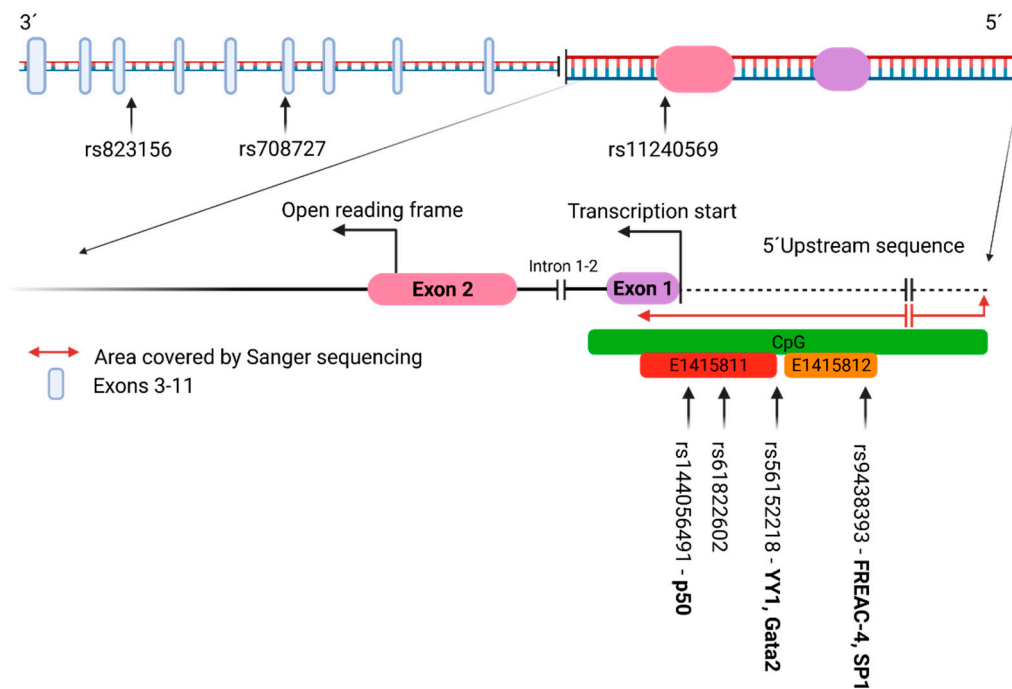 3´
5´
rs823156
rs708727
rs11240569
Open reading frame
Transcription start
5´Upstream sequence
Intron 1-2
Exon 2
Exon 1
CpG
E1415811
E1415812
Area covered by Sanger sequencing
Exons 3-11
rs144056491 - p50
rs61822602
rs56152218 - YY1, Gata2
rs9438393 - FREAC-4, SP1